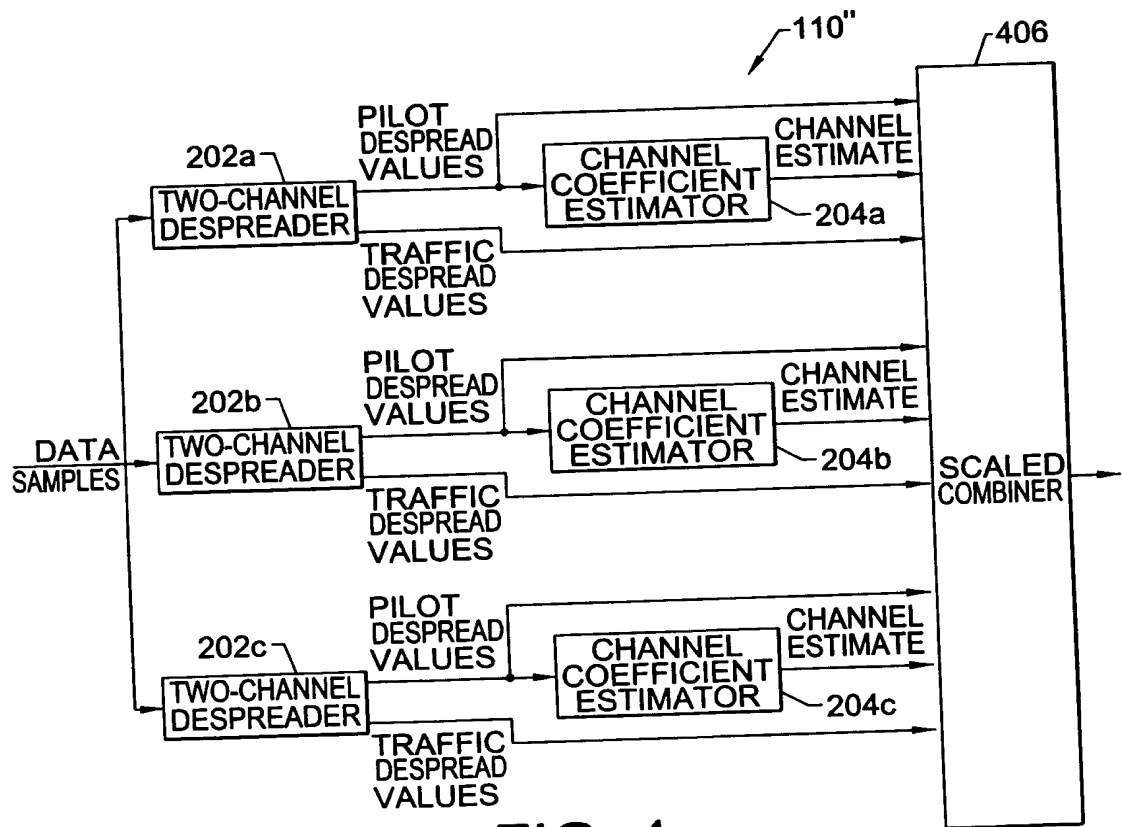 110"
406
PILOT
DESPREAD
VALUES
CHANNEL
ESTIMATE
202a
CHANNEL
COEFFICIENT
ESTIMATOR
TWO-CHANNEL
DESPREADER
204a
TRAFFIC
DESPREAD
VALUES
PILOT
DESPREAD
VALUES
CHANNEL
ESTIMATE
202b
CHANNEL
COEFFICIENT
ESTIMATOR
DATA
SAMPLES
TWO-CHANNEL
DESPREADER
204b
SCALED
COMBINER
TRAFFIC
DESPREAD
VALUES
PILOT
DESPREAD
VALUES
CHANNEL
ESTIMATE
202c
CHANNEL
COEFFICIENT
ESTIMATOR
TWO-CHANNEL
DESPREADER
204c
TRAFFIC
DESPREAD
VALUES